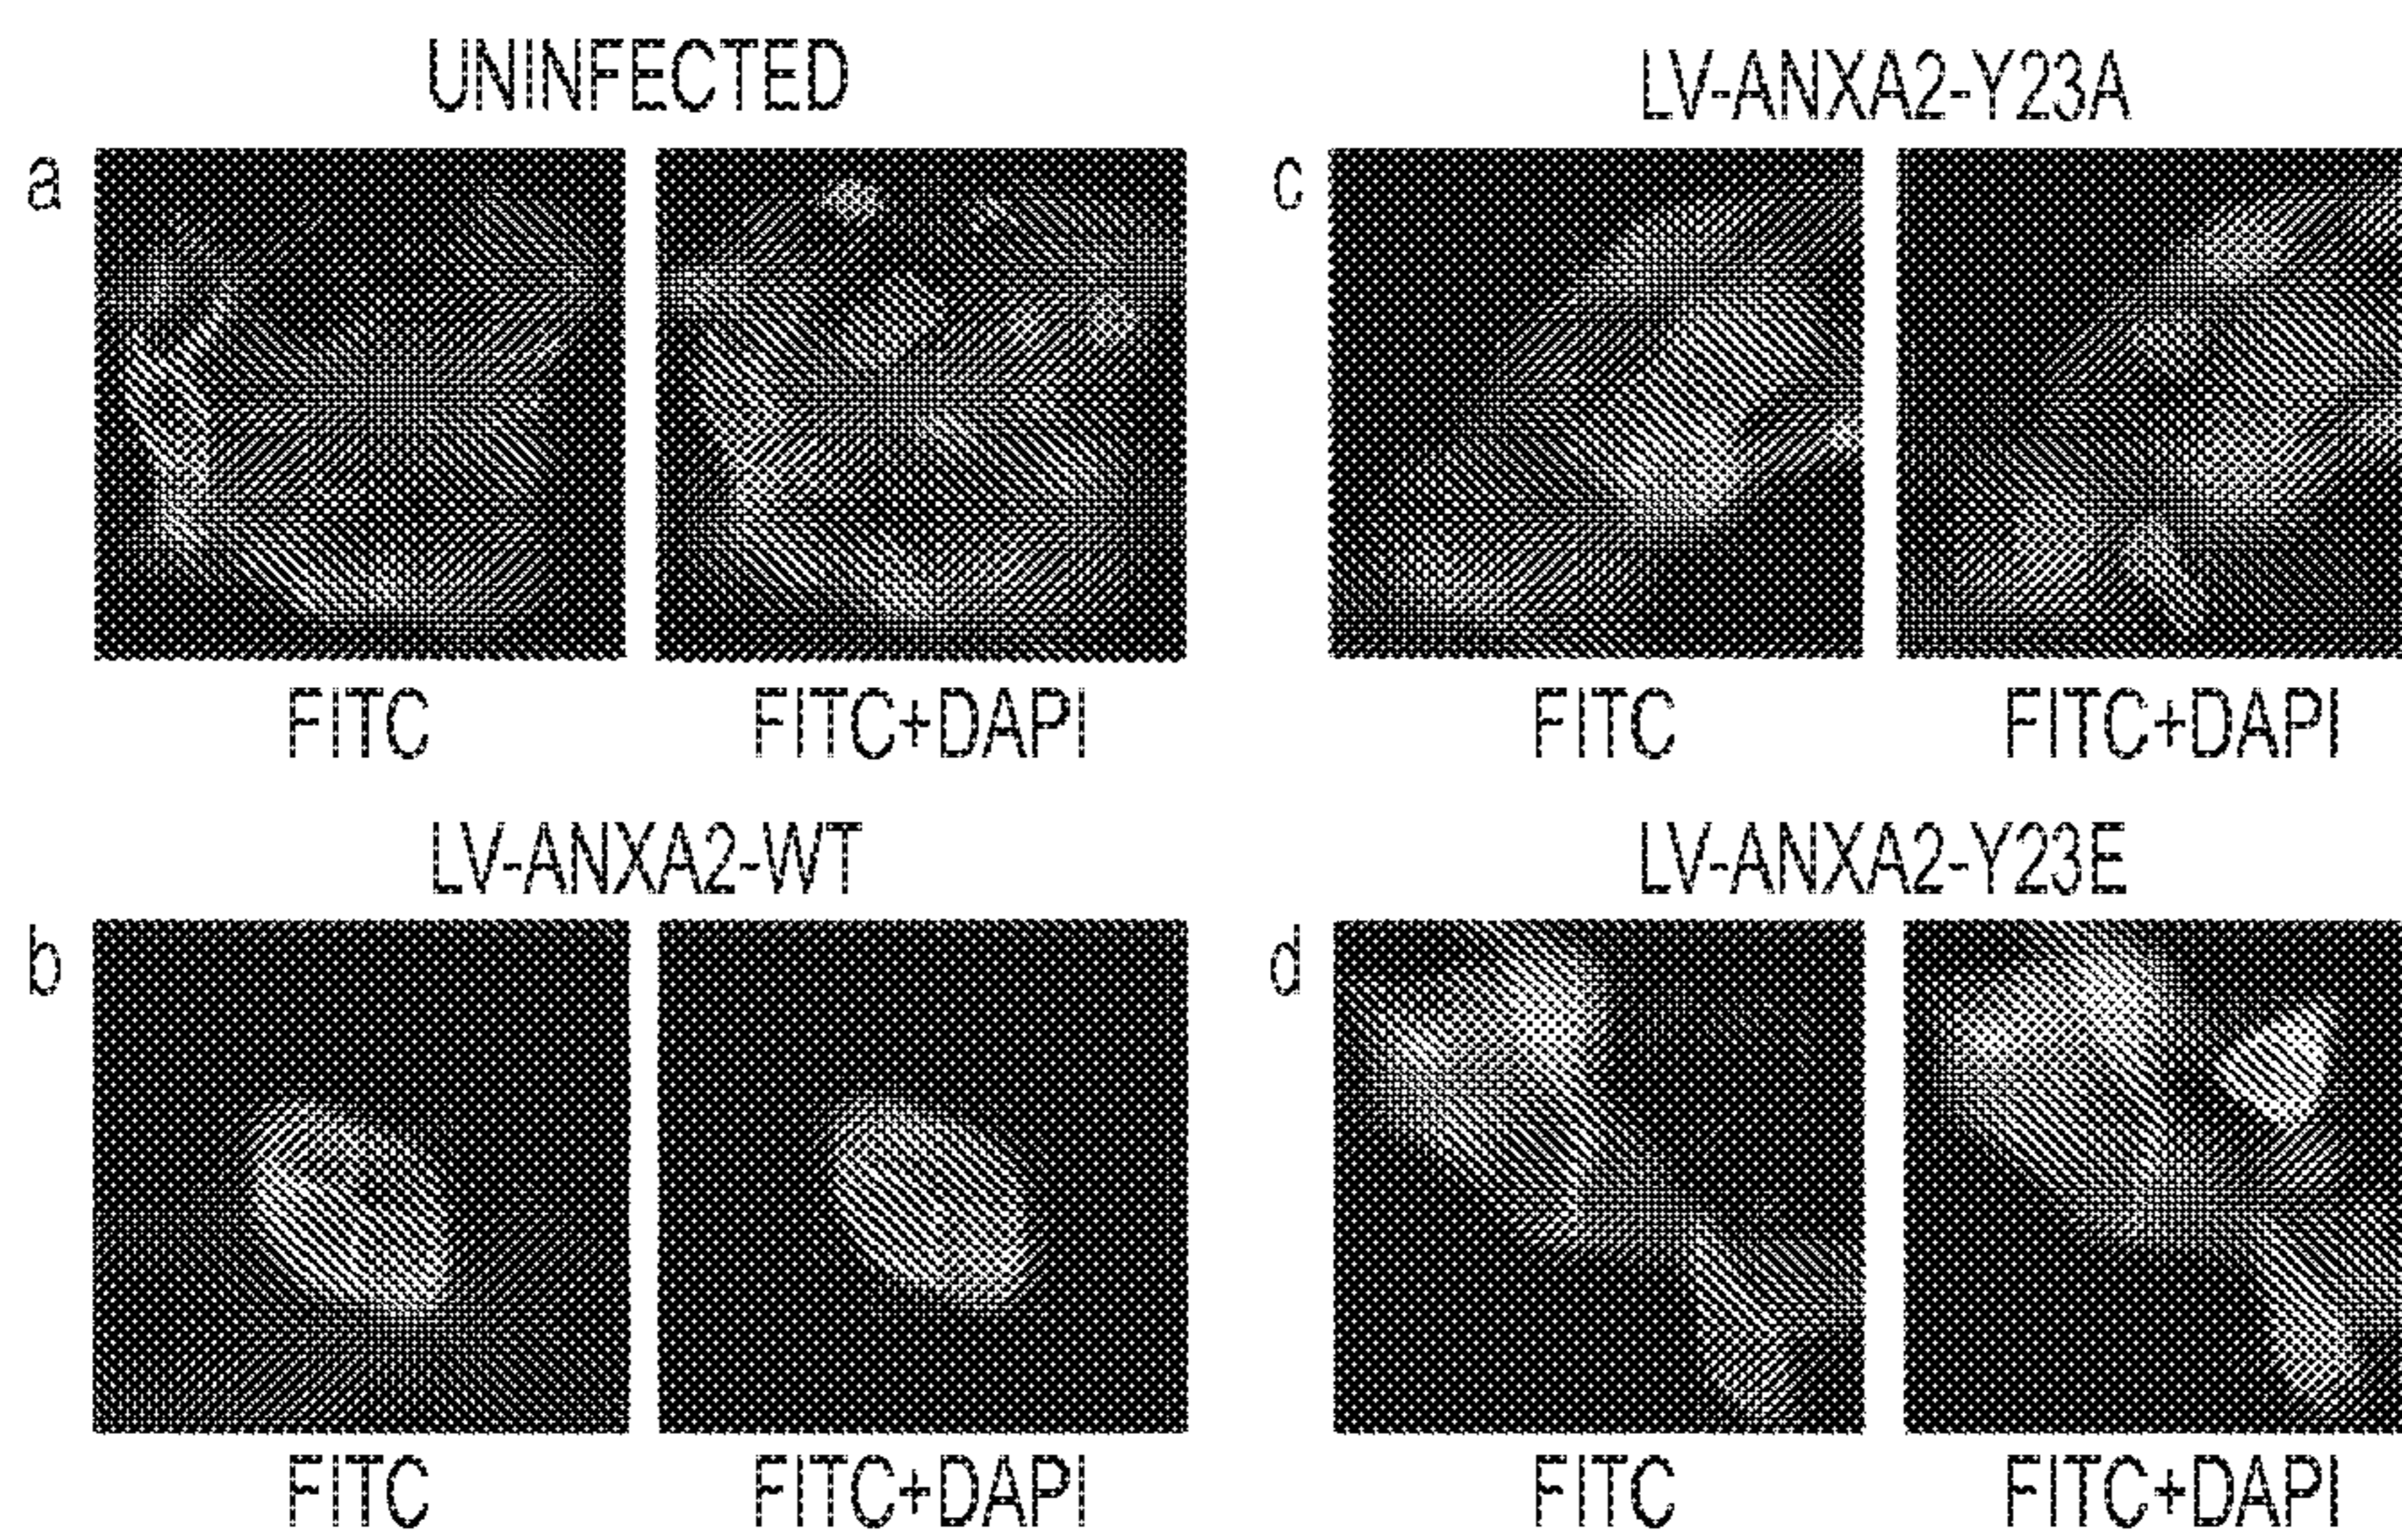 UNINFECTED
a
FITC
FITC+DAPI
LV-ANXA2-WT
b
FITC
FITC+DAPI
LV-ANXA2-Y23A
c
FITC
FITC+DAPI
LV-ANXA2-Y23E
d
FITC
FITC+DAPI